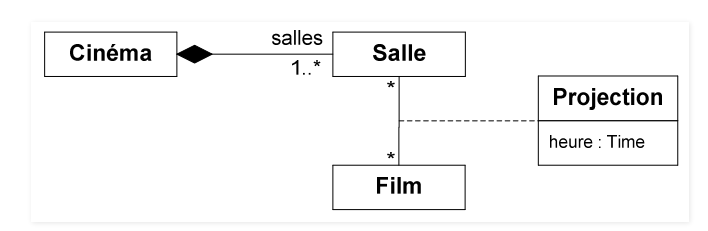 salles
Cinéma
Salle
1..*
*
Projection
heure : Time
*
Film